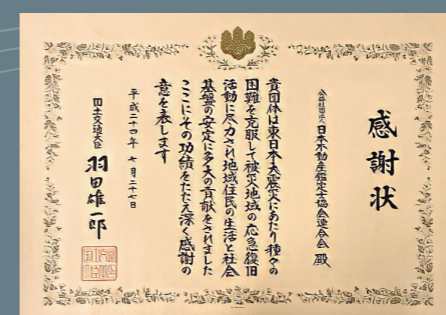 感謝状
公益社団法人 日本不動産鑑定士協会連合会 殿
貴団体は東日本大震災にあたり種々の
困難を克服して被災地域の応急復旧
活動に尽力され地域住民の生活と社会
基盤の安定に多大の貢献をされました
ここにその功績をたたえ深く感謝の
意を表します
平成二十四年 七月二十七日
国土交通大臣 羽田雄一郎